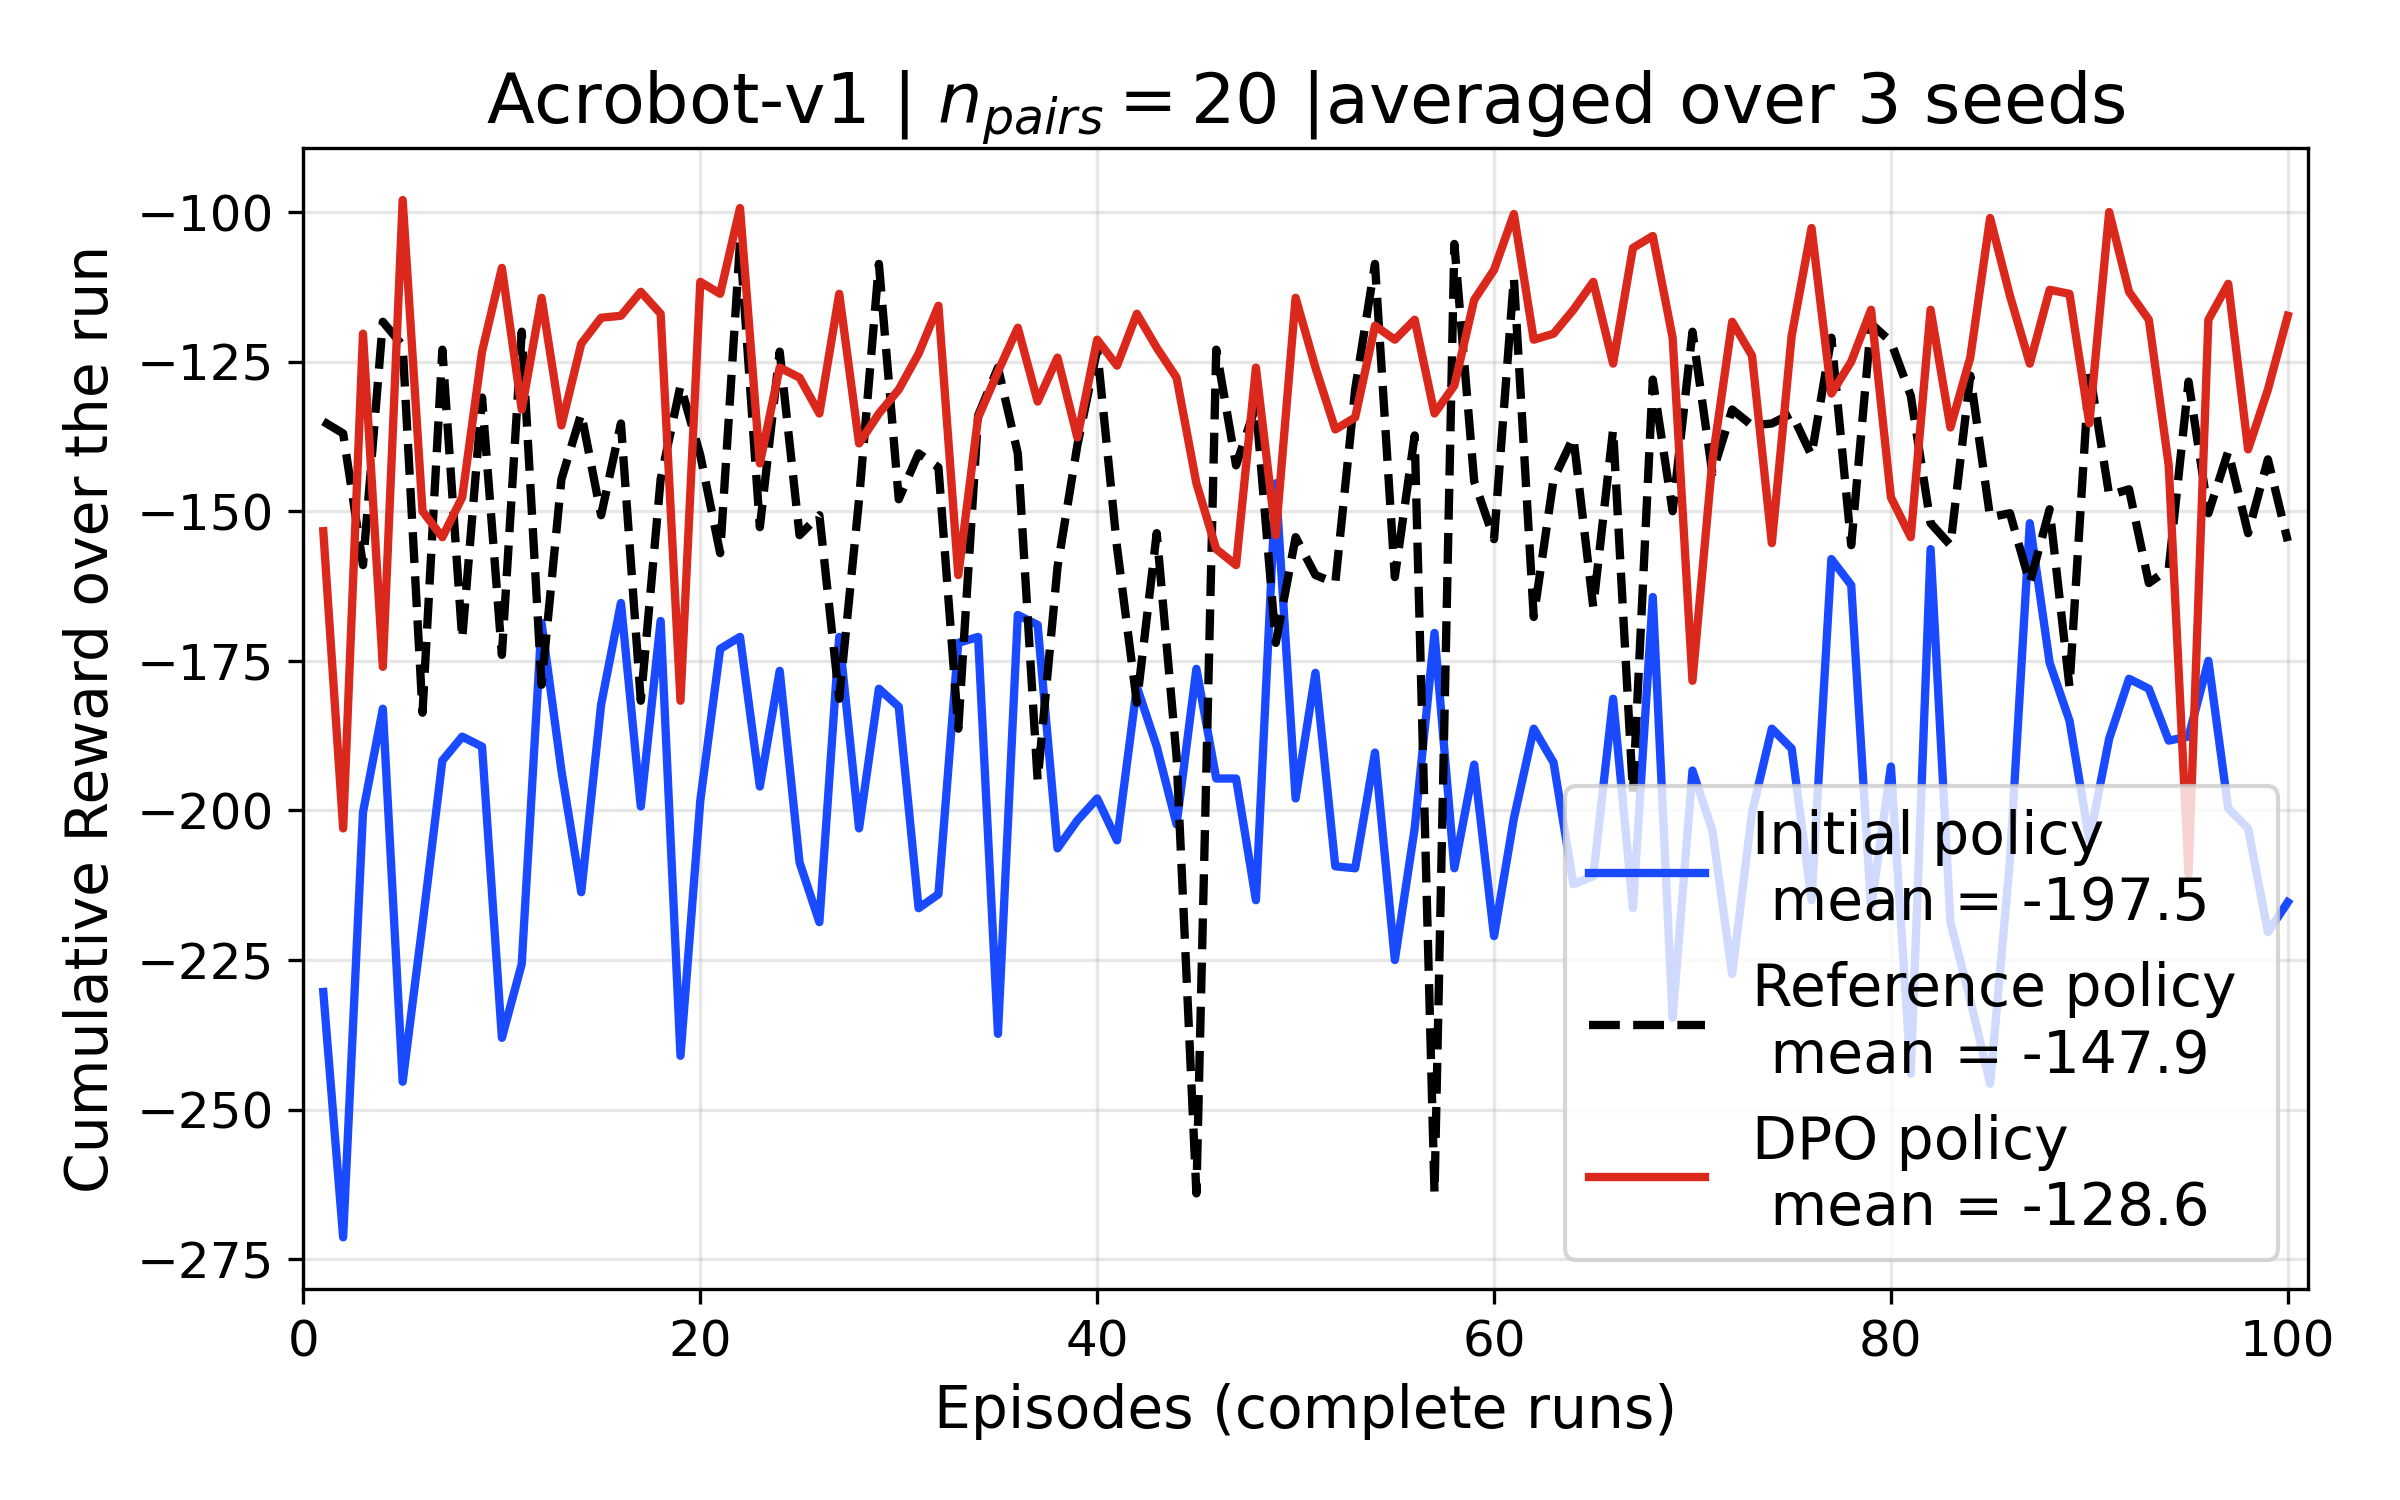 Acrobot-v1 | n_pairs = 20 |averaged over 3 seeds
Cumulative Reward over the run
−100
−125
−150
−175
−200
−225
−250
−275
Initial policy
mean = -197.5
Reference policy
mean = -147.9
DPO policy
mean = -128.6
0 20 40 60 80 100
Episodes (complete runs)